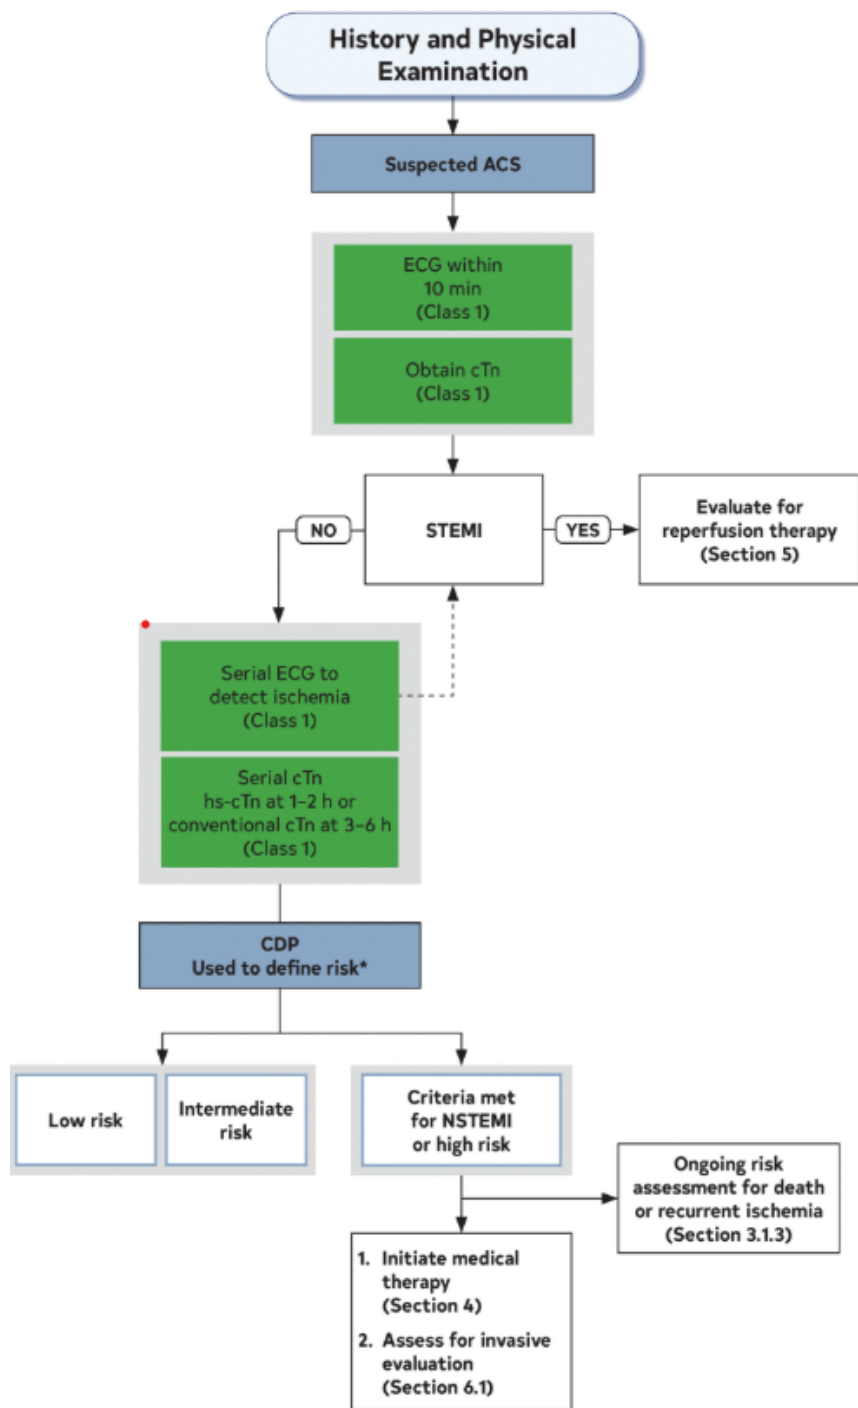 History and Physical
Examination
Suspected ACS
ECG within
10 min
(Class 1)
Obtain cTn
(Class 1)
NO
STEMI
YES
Evaluate for
reperfusion therapy
(Section 5)
Serial ECG to
detect ischemia
(Class 1)
Serial cTn
hs-cTn at 1–2 h or
conventional cTn at 3–6 h
(Class 1)
CDP
Used to define risk*
Low risk
Intermediate
risk
Criteria met
for NSTEMI
or high risk
Ongoing risk
assessment for death
or recurrent ischemia
(Section 3.1.3)
1. Initiate medical
therapy
(Section 4)
2. Assess for invasive
evaluation
(Section 6.1)